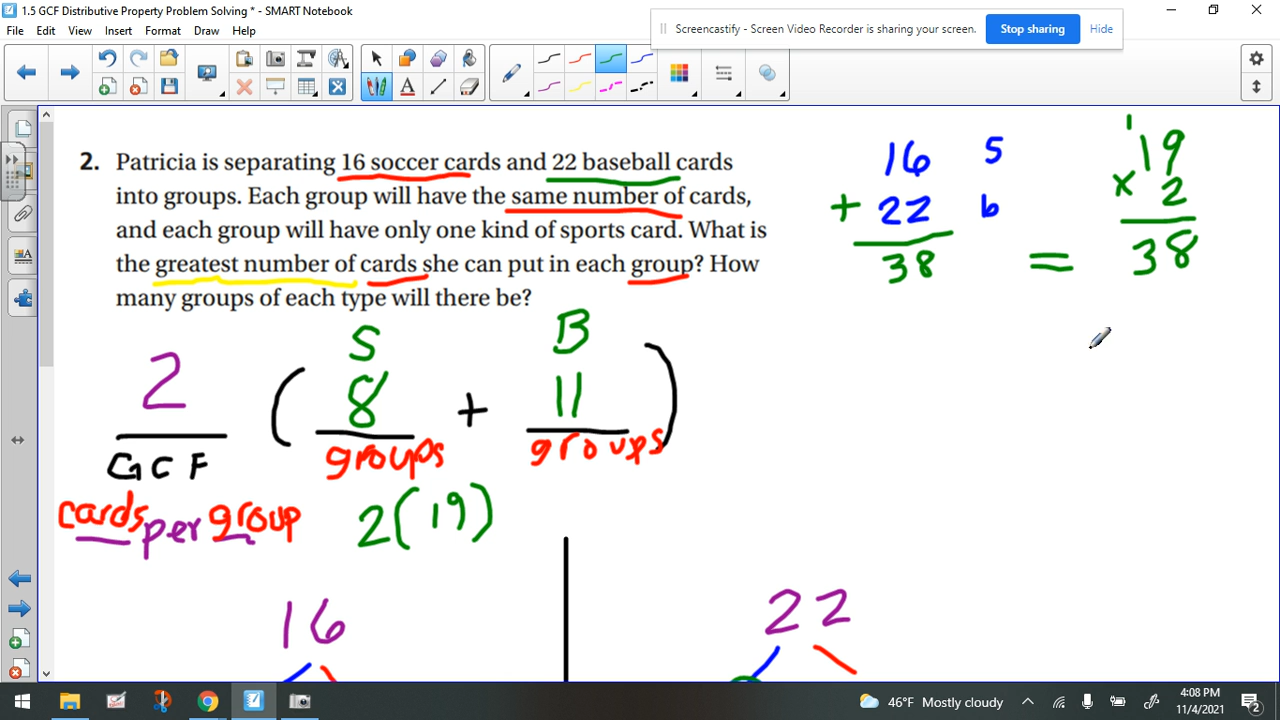 1.5 GCF Distributive Property Problem Solving * - SMART Notebook
File Edit View Insert Format Draw Help
Screencastify - Screen Video Recorder is sharing your screen. Stop sharing Hide
2. Patricia is separating 16 soccer cards and 22 baseball cards
into groups. Each group will have the same number of cards,
and each group will have only one kind of sports card. What is
the greatest number of cards she can put in each group? How
many groups of each type will there be?
16 S
+ 22 b
38
=
1
19
x 2
38
S B
2 ( 8 + 11 )
GCF groups groups
cards per group 2(19)
16 22
46°F Mostly cloudy
4:08 PM
11/4/2021
2